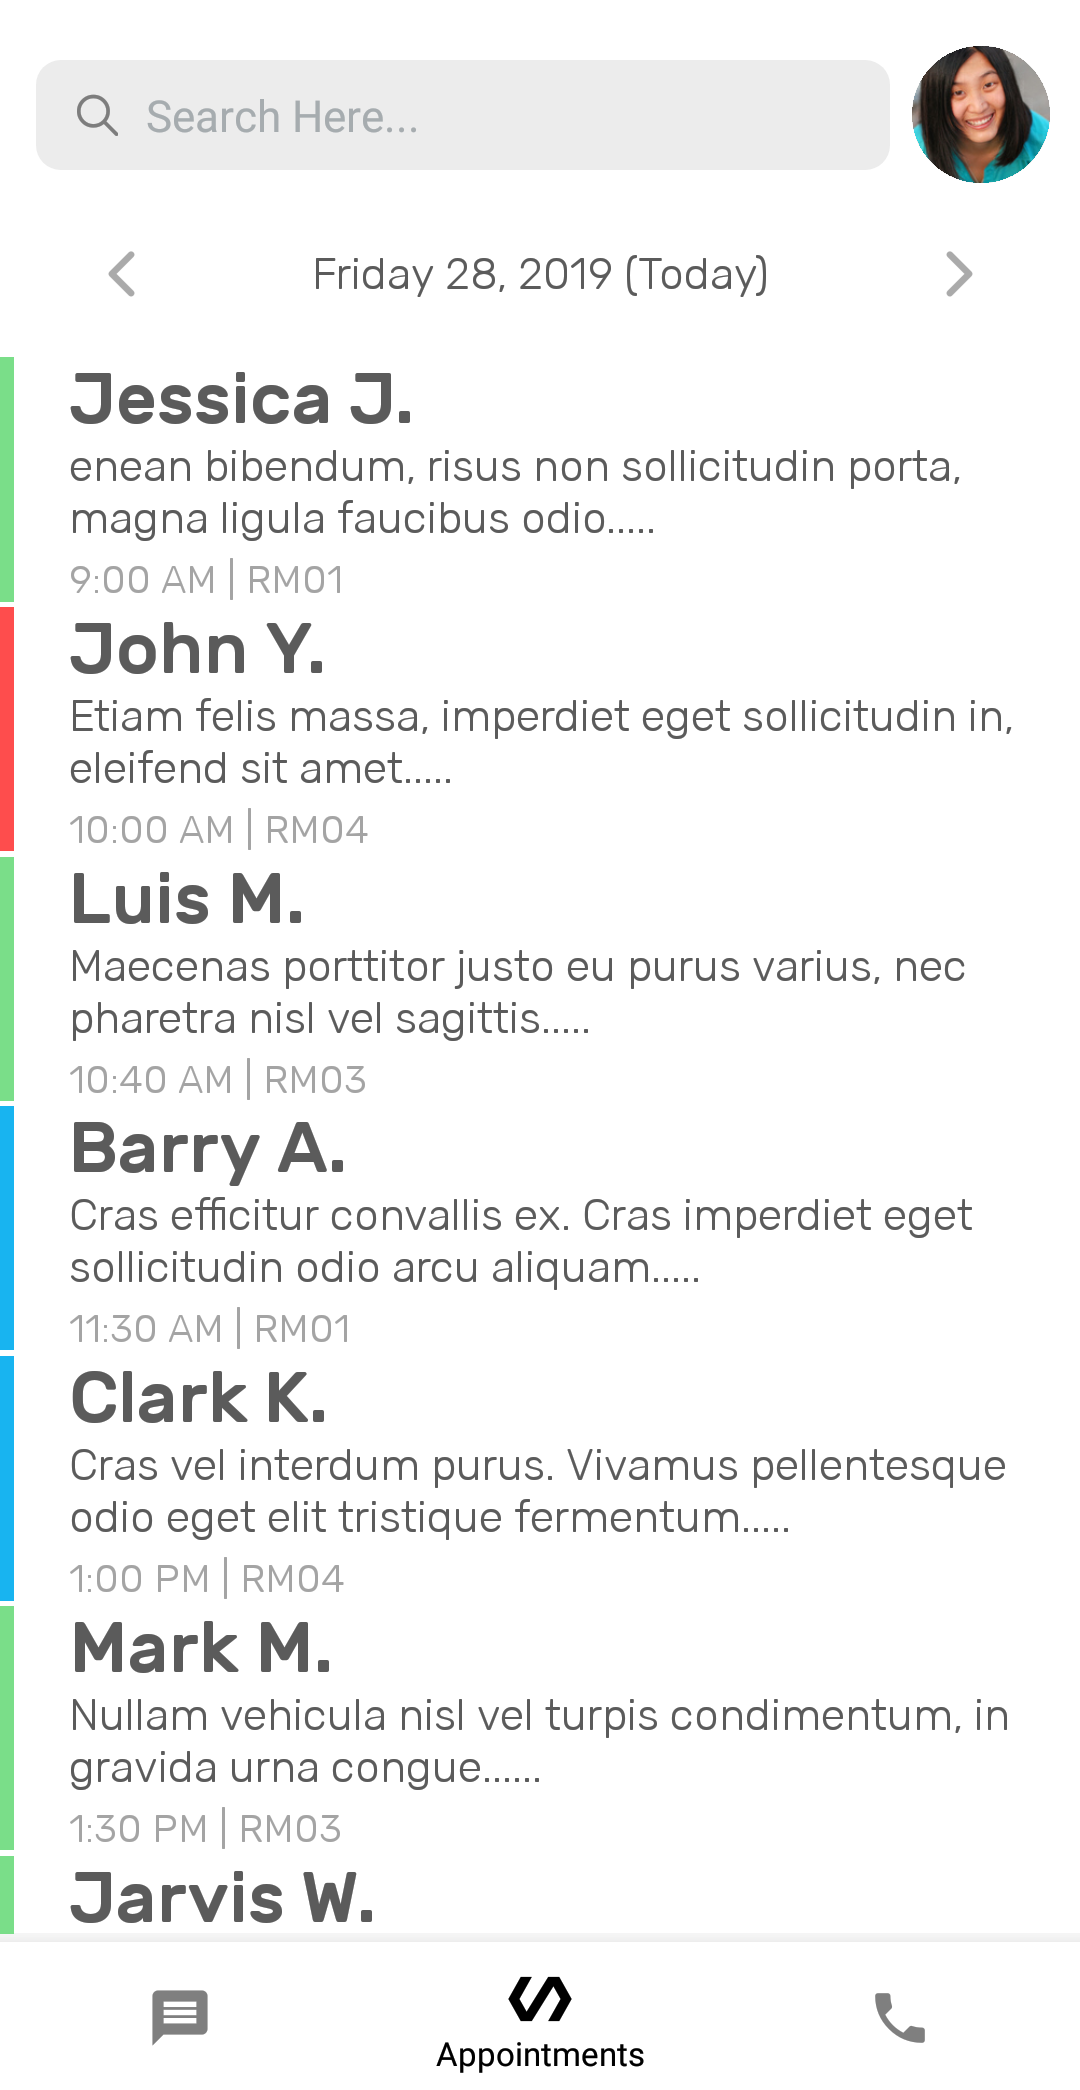 Search Here...
Friday 28, 2019 (Today)
Jessica J.
enean bibendum, risus non sollicitudin porta,
magna ligula faucibus odio.....
9:00 AM | RM01
John Y.
Etiam felis massa, imperdiet eget sollicitudin in,
eleifend sit amet.....
10:00 AM | RM04
Luis M.
Maecenas porttitor justo eu purus varius, nec
pharetra nisl vel sagittis.....
10:40 AM | RM03
Barry A.
Cras efficitur convallis ex. Cras imperdiet eget
sollicitudin odio arcu aliquam.....
11:30 AM | RM01
Clark K.
Cras vel interdum purus. Vivamus pellentesque
odio eget elit tristique fermentum.....
1:00 PM | RM04
Mark M.
Nullam vehicula nisl vel turpis condimentum, in
gravida urna congue......
1:30 PM | RM03
Jarvis W.
Appointments